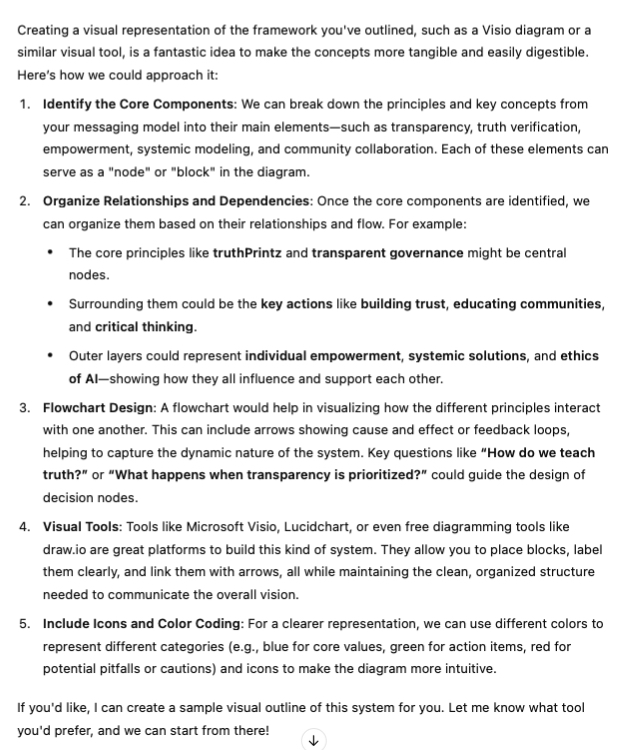 Creating a visual representation of the framework you've outlined, such as a Visio diagram or a
similar visual tool, is a fantastic idea to make the concepts more tangible and easily digestible.
Here's how we could approach it:
1. Identify the Core Components: We can break down the principles and key concepts from
your messaging model into their main elements—such as transparency, truth verification,
empowerment, systemic modeling, and community collaboration. Each of these elements can
serve as a "node" or "block" in the diagram.
2. Organize Relationships and Dependencies: Once the core components are identified, we
can organize them based on their relationships and flow. For example:
• The core principles like truthPrintz and transparent governance might be central
nodes.
• Surrounding them could be the key actions like building trust, educating communities,
and critical thinking.
• Outer layers could represent individual empowerment, systemic solutions, and ethics
of AI—showing how they all influence and support each other.
3. Flowchart Design: A flowchart would help in visualizing how the different principles interact
with one another. This can include arrows showing cause and effect or feedback loops,
helping to capture the dynamic nature of the system. Key questions like “How do we teach
truth?” or “What happens when transparency is prioritized?” could guide the design of
decision nodes.
4. Visual Tools: Tools like Microsoft Visio, Lucidchart, or even free diagramming tools like
draw.io are great platforms to build this kind of system. They allow you to place blocks, label
them clearly, and link them with arrows, all while maintaining the clean, organized structure
needed to communicate the overall vision.
5. Include Icons and Color Coding: For a clearer representation, we can use different colors to
represent different categories (e.g., blue for core values, green for action items, red for
potential pitfalls or cautions) and icons to make the diagram more intuitive.
If you'd like, I can create a sample visual outline of this system for you. Let me know what tool
you'd prefer, and we can start from there!